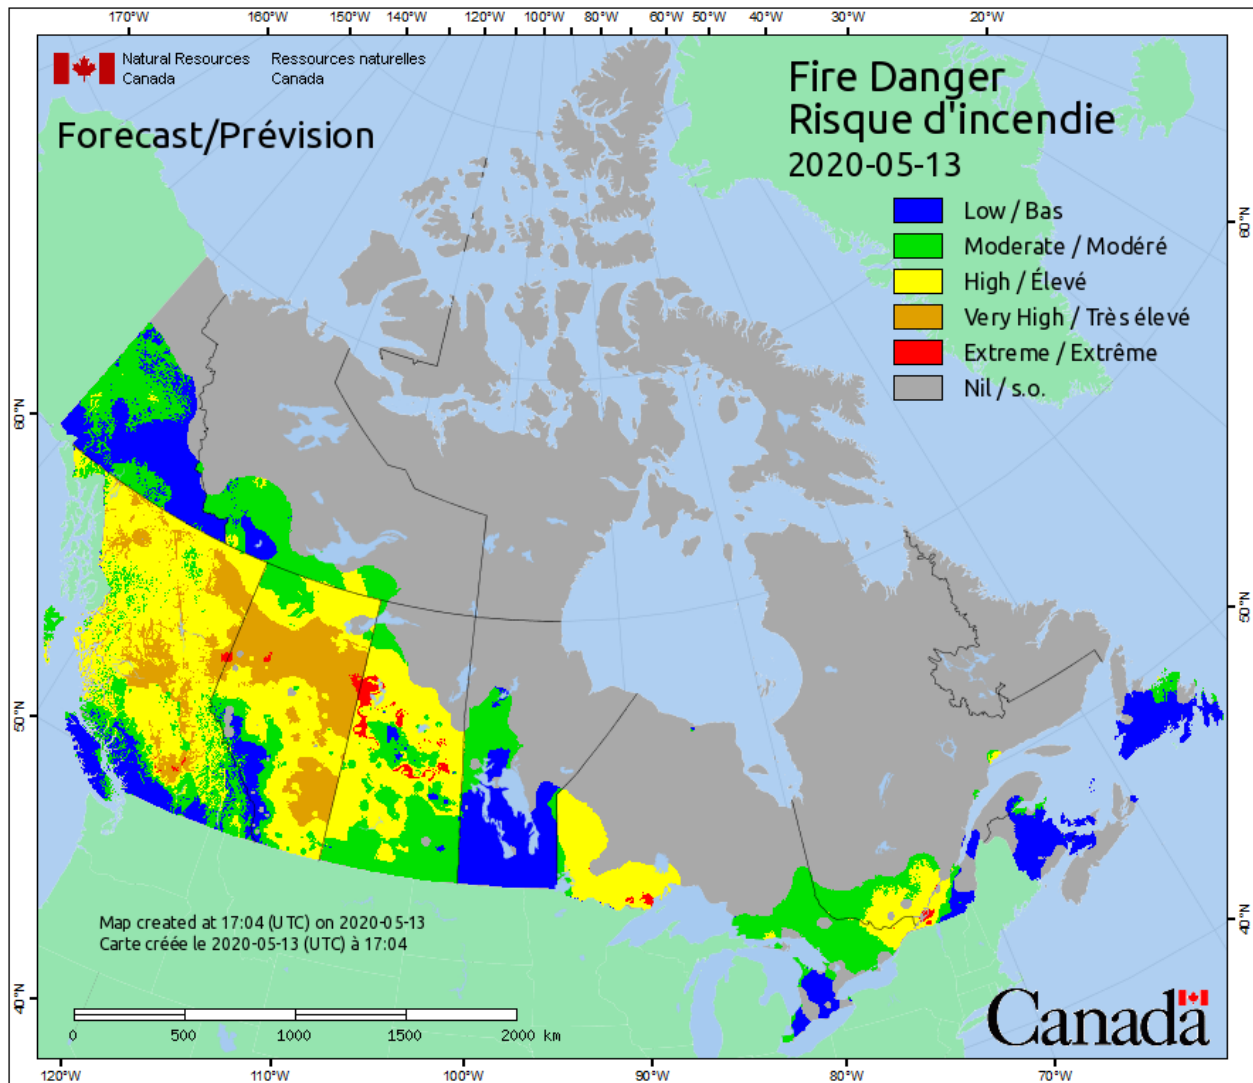 170°W 160°W 150°W 140°W 120°W 100°W 80°W 60°W 50°W 40°W 30°W 20°W
Natural Resources Ressources naturelles
Canada Canada
Forecast/Prévision
Fire Danger
Risque d'incendie
2020-05-13
Low / Bas
Moderate / Modéré
High / Élevé
Very High / Très élevé
Extreme / Extrême
Nil / s.o.
60°N
50°N
40°N
60°N
50°N
40°N
Map created at 17:04 (UTC) on 2020-05-13
Carte créée le 2020-05-13 (UTC) à 17:04
0 500 1000 1500 2000 km
Canada
120°W 110°W 100°W 90°W 80°W 70°W